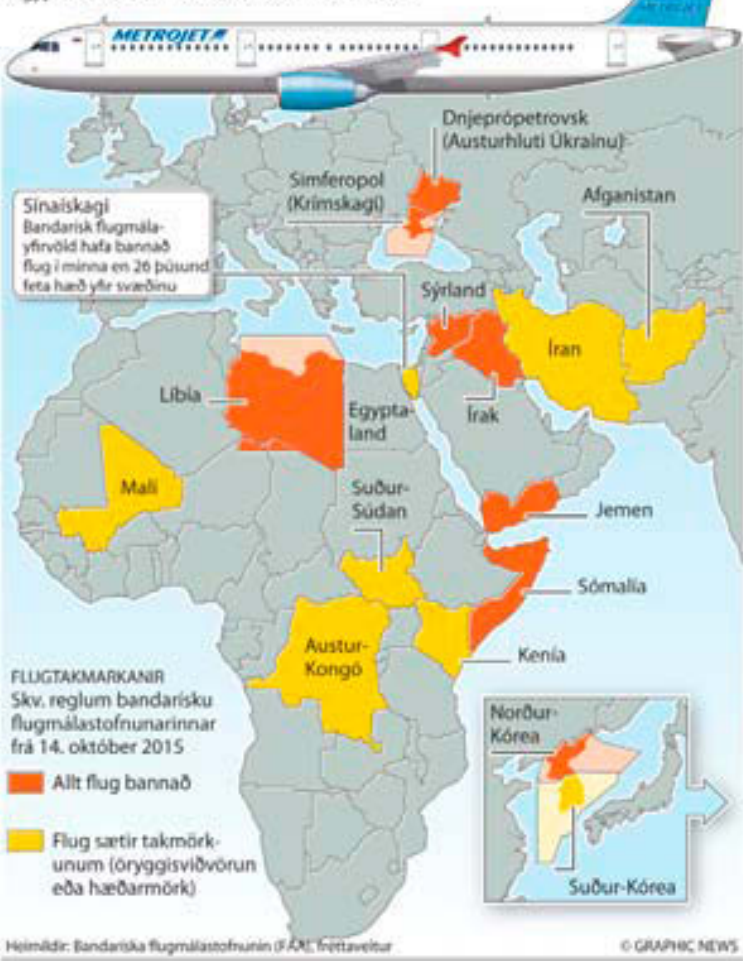 METROJET
METROJET
Dnjeprópetrovsk
(Austurhluti Úkraínu)
Simferopol
(Krímskagi)
Afganistan
Sínaískagi
Bandarísk flugmála-
yfirvöld hafa bannað
flug í minna en 26 þúsund
feta hæð yfir svæðinu
Sýrland
Íran
Líbía
Egypta-
land
Írak
Malí
Suður-
Súdan
Jemen
Sómalía
Austur-
Kongó
Kenía
FLUGTAKMARKANIR
Skv. reglum bandarísku
flugmálastofnunarinnar
frá 14. október 2015
Allt flug bannað
Flug sætir takmörk-
unum (öryggisviðvörun
eða hæðarmörk)
Norður-
Kórea
Suður-Kórea
Heimildir: Bandaríska flugmálastofnunin (FAA), fréttaveitur
© GRAPHIC NEWS